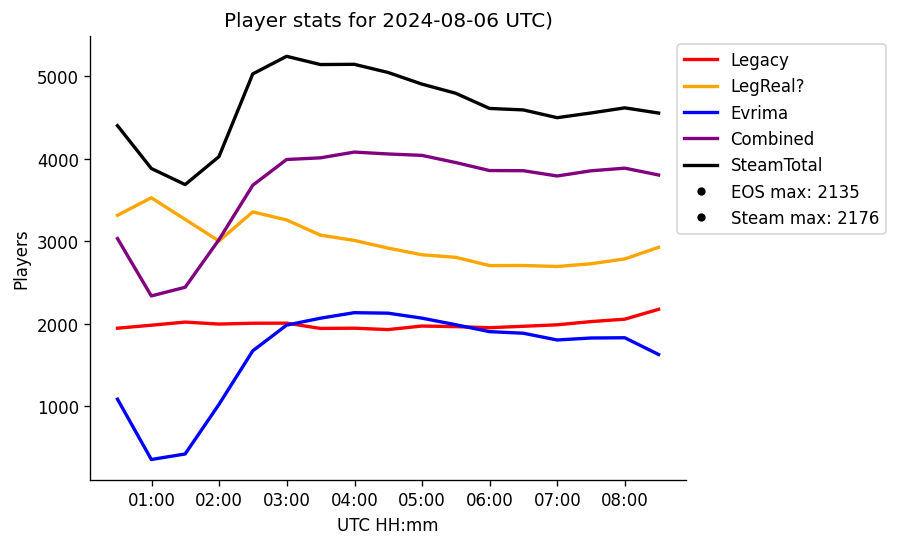 Player stats for 2024-08-06 UTC)
Legacy
LegReal?
Evrima
Combined
SteamTotal
EOS max: 2135
Steam max: 2176
Players
5000
4000
3000
2000
1000
01:00 02:00 03:00 04:00 05:00 06:00 07:00 08:00
UTC HH:mm